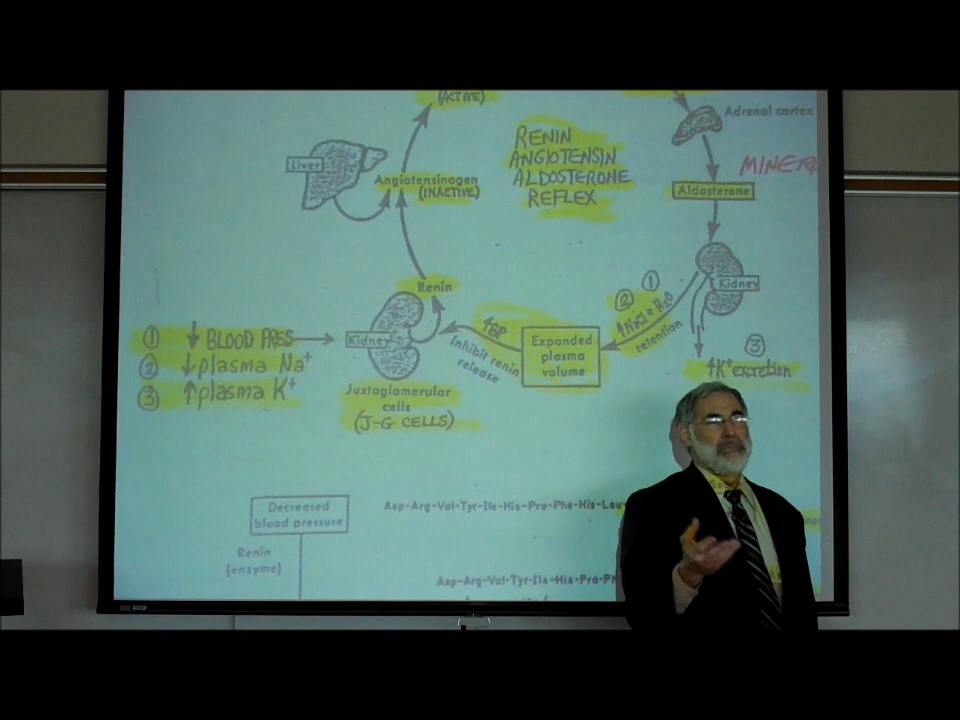 (ACTIVE)
Adrenal cortex
RENIN
ANGIOTENSIN
ALDOSTERONE
REFLEX
Liver
Angiotensinogen
(INACTIVE)
Aldosterone
Renin
Kidney
① ②
↑NaCl + H₂O
retention
① ↓ BLOOD PRES
② ↓plasma Na⁺
③ ↑plasma K⁺
Kidney
↑BP
Inhibit renin
release
Expanded
plasma
volume
③
↑K⁺ excretion
Juxtaglomerular
cells
(J-G CELLS)
Decreased
blood pressure
Asp-Arg-Val-Tyr-Ile-His-Pro-Phe-His-Leu-
Renin
(enzyme)
Asp-Arg-Val-Tyr-Ile-His-Pro-